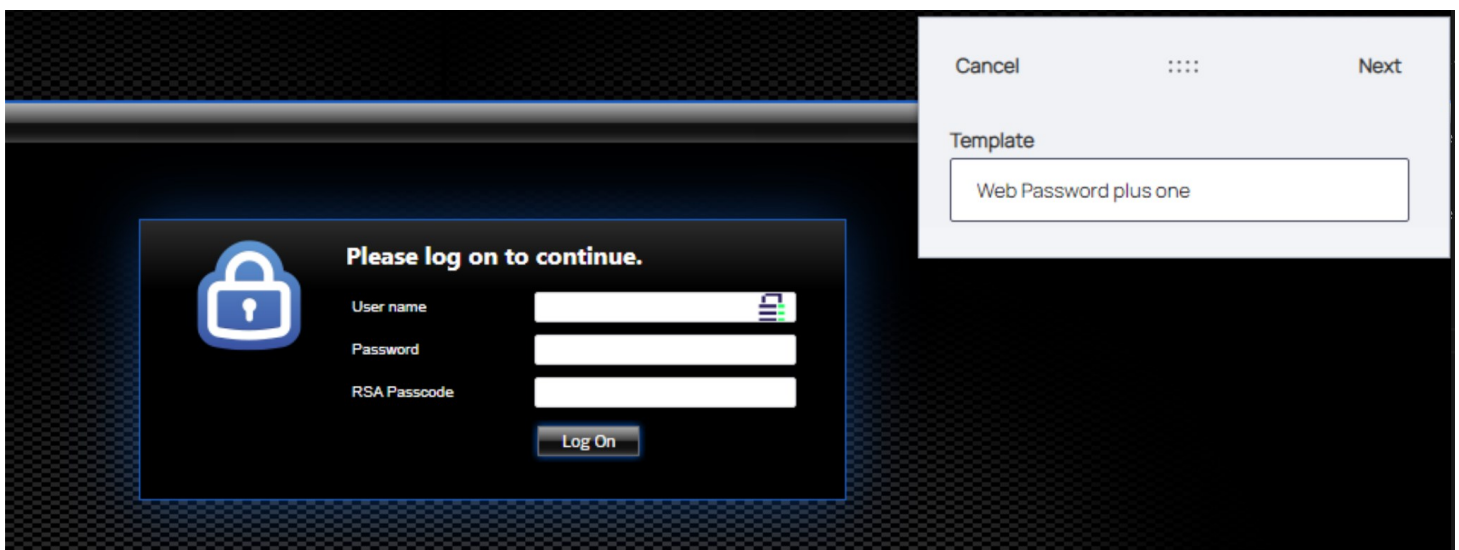 Cancel
Next
Template
Web Password plus one
Please log on to continue.
User name
Password
RSA Passcode
Log On